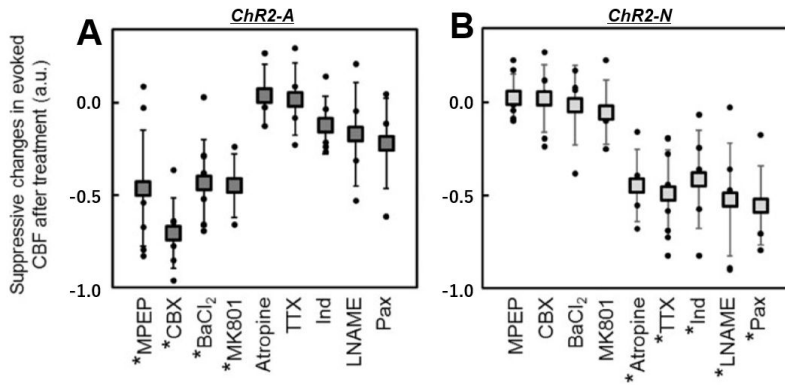 A
ChR2-A
B
ChR2-N
Suppressive changes in evoked
CBF after treatment (a.u.)
0.0
-0.5
-1.0
*MPEP
*CBX
*BaCl2
*MK801
Atropine
TTX
Ind
LNAME
Pax
0.0
-0.5
-1.0
MPEP
CBX
BaCl2
MK801
*Atropine
*TTX
*Ind
*LNAME
*Pax